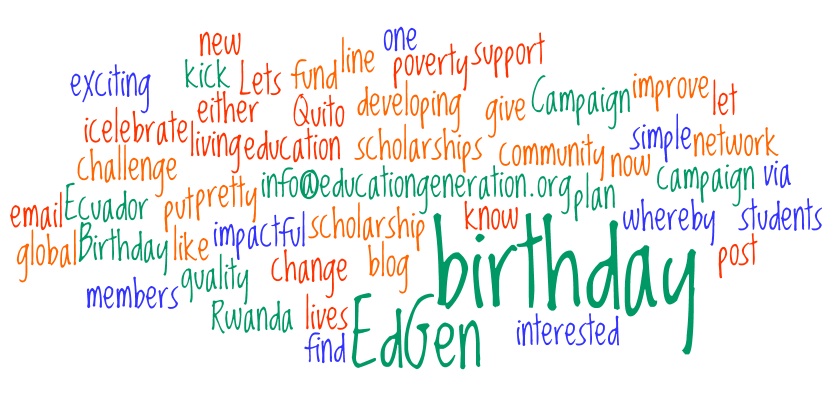 new one
exciting kick Lets fund line poverty support
icelebrate either Quito developing give Campaign improve let
living education scholarships community now simple network
challenge info@educationgeneration.org plan campaign via
email Ecuador put pretty scholarship know whereby students
global Birthday like impactful change blog birthday post
members quality
Rwanda lives EdGen interested
find